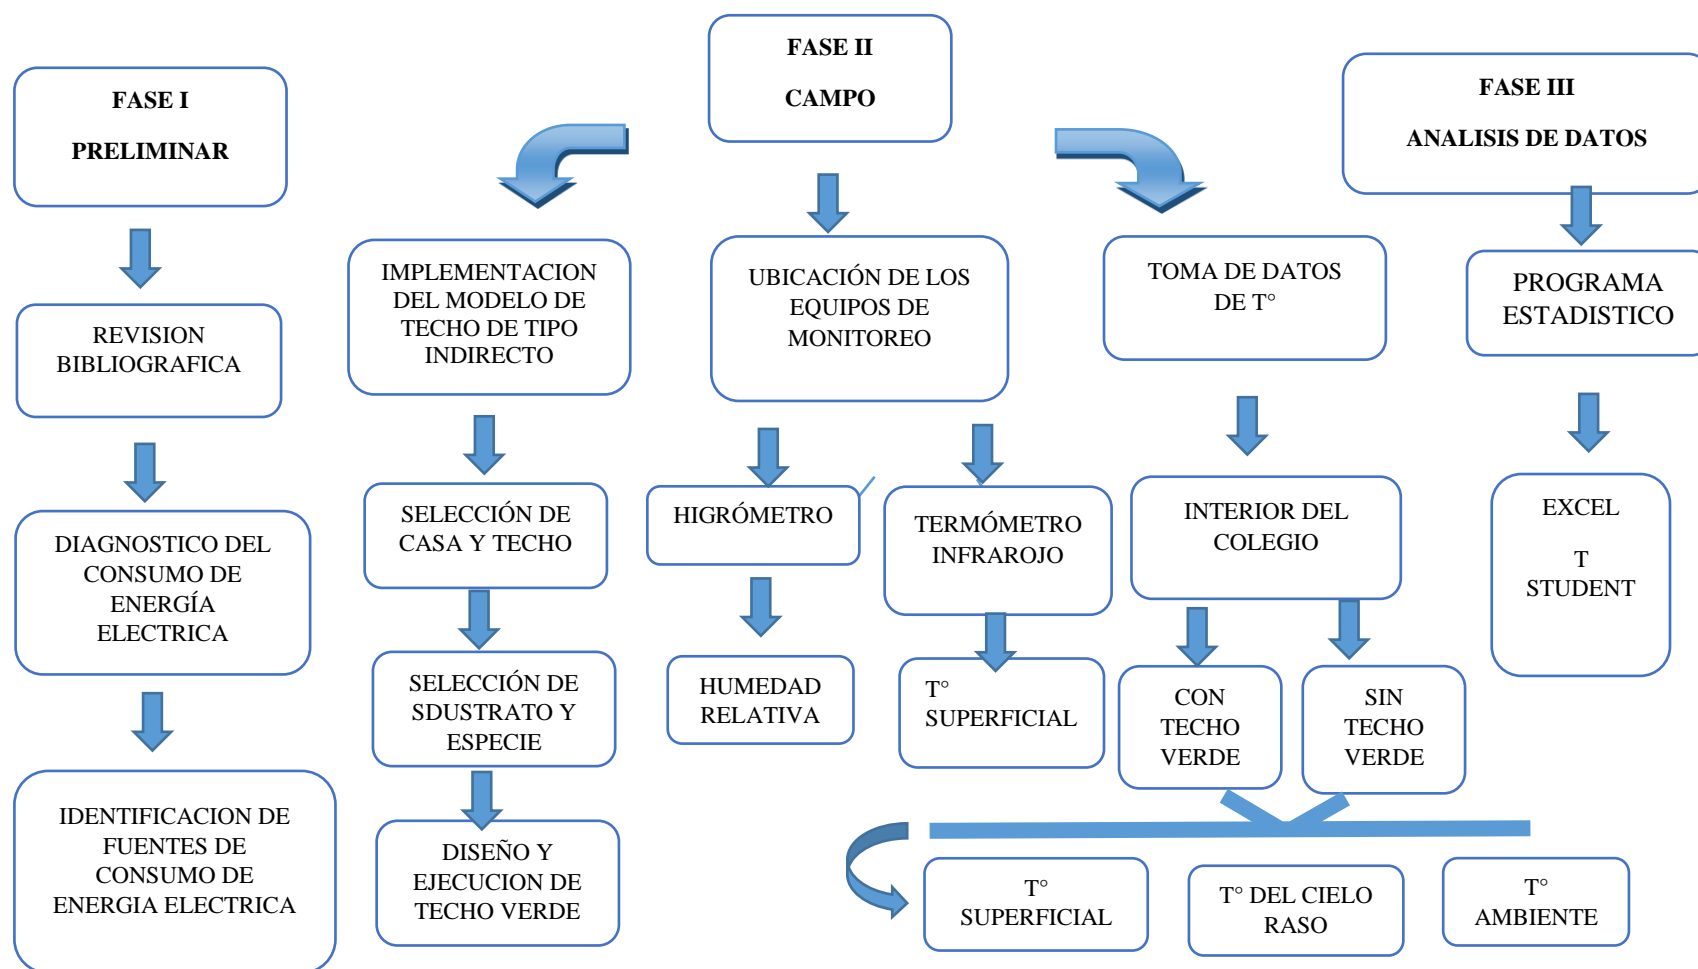 FASE I
PRELIMINAR
REVISION
BIBLIOGRAFICA
DIAGNOSTICO DEL
CONSUMO DE
ENERGÍA
ELECTRICA
IDENTIFICACION DE
FUENTES DE
CONSUMO DE
ENERGIA ELECTRICA
FASE II
CAMPO
IMPLEMENTACION
DEL MODELO DE
TECHO DE TIPO
INDIRECTO
SELECCIÓN DE
CASA Y TECHO
SELECCIÓN DE
SDUSTRATO Y
ESPECIE
DISEÑO Y
EJECUCION DE
TECHO VERDE
UBICACIÓN DE LOS
EQUIPOS DE
MONITOREO
HIGRÓMETRO
HUMEDAD
RELATIVA
TERMÓMETRO
INFRAROJO
T°
SUPERFICIAL
TOMA DE DATOS
DE T°
INTERIOR DEL
COLEGIO
CON
TECHO
VERDE
SIN
TECHO
VERDE
T°
SUPERFICIAL
T° DEL CIELO
RASO
T°
AMBIENTE
FASE III
ANALISIS DE DATOS
PROGRAMA
ESTADISTICO
EXCEL
T
STUDENT